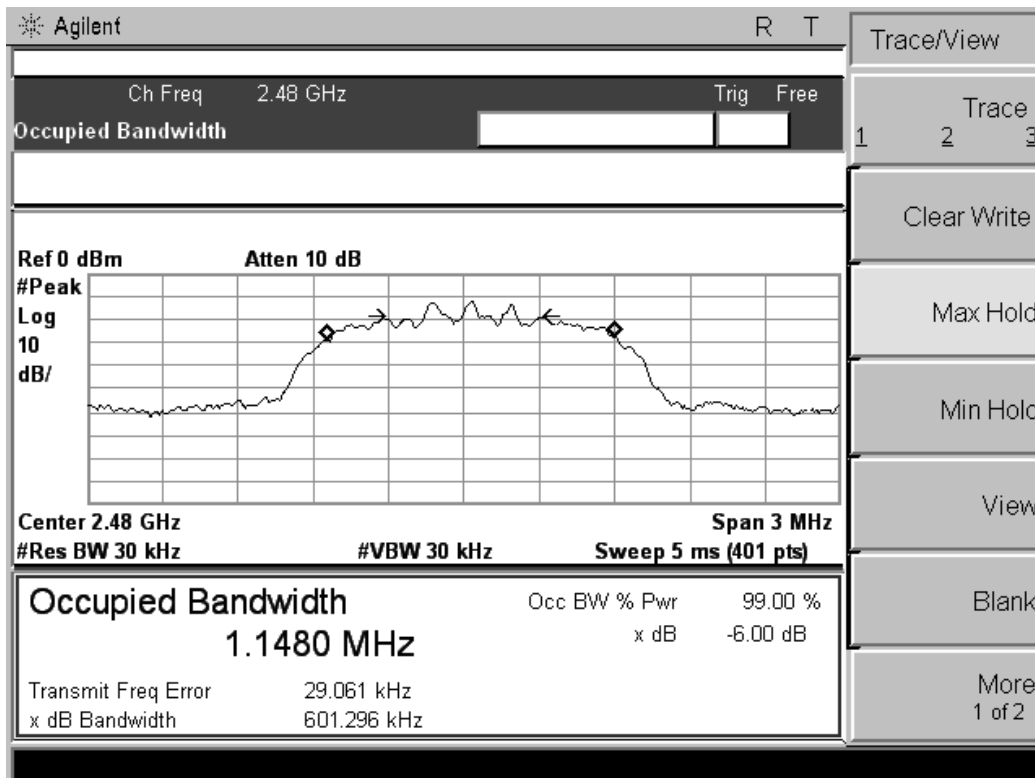 Agilent R T
Trace/View
Ch Freq 2.48 GHz Trig Free
Occupied Bandwidth
Trace
1 2 3
Clear Write
Ref 0 dBm Atten 10 dB
#Peak
Log
10
dB/
Max Hold
Min Hold
View
Center 2.48 GHz Span 3 MHz
#Res BW 30 kHz #VBW 30 kHz Sweep 5 ms (401 pts)
Occupied Bandwidth
1.1480 MHz
Occ BW % Pwr 99.00 %
x dB -6.00 dB
Transmit Freq Error 29.061 kHz
x dB Bandwidth 601.296 kHz
Blank
More
1 of 2